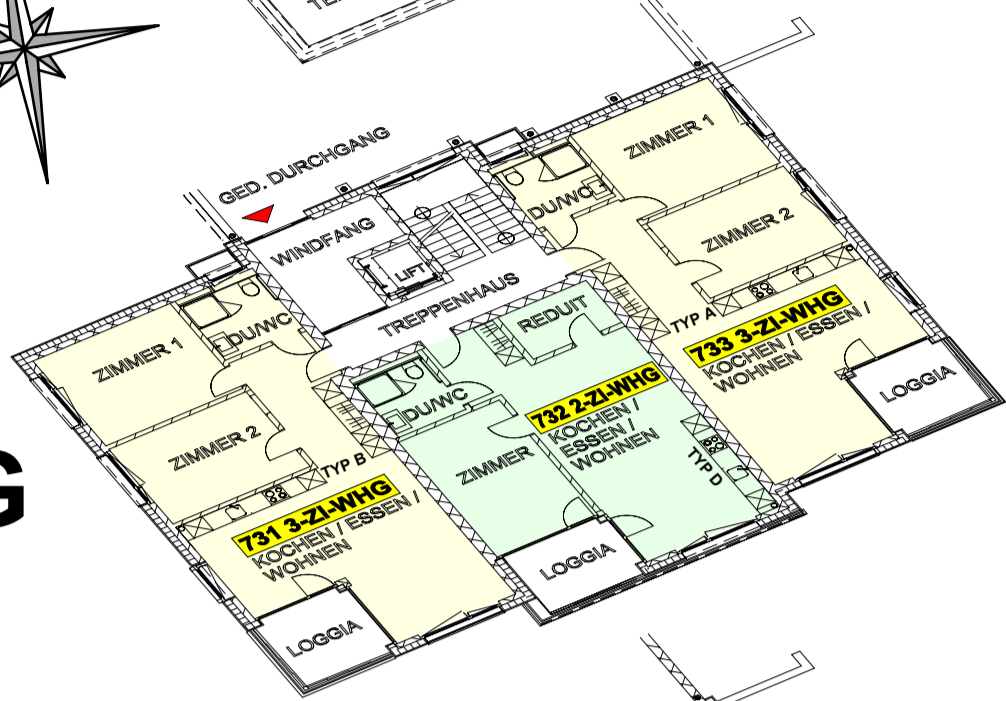 GED. DURCHGANG
WINDFANG
LIFT
TREPPENHAUS
ZIMMER 1
DU/WC
ZIMMER 2
TYP A
733 3-ZI-WHG
KOCHEN / ESSEN /
WOHNEN
LOGGIA
REDUIT
DU/WC
732 2-ZI-WHG
KOCHEN /
ESSEN /
WOHNEN
ZIMMER
TYP D
LOGGIA
ZIMMER 1
DU/WC
ZIMMER 2
TYP B
731 3-ZI-WHG
KOCHEN / ESSEN /
WOHNEN
LOGGIA
G